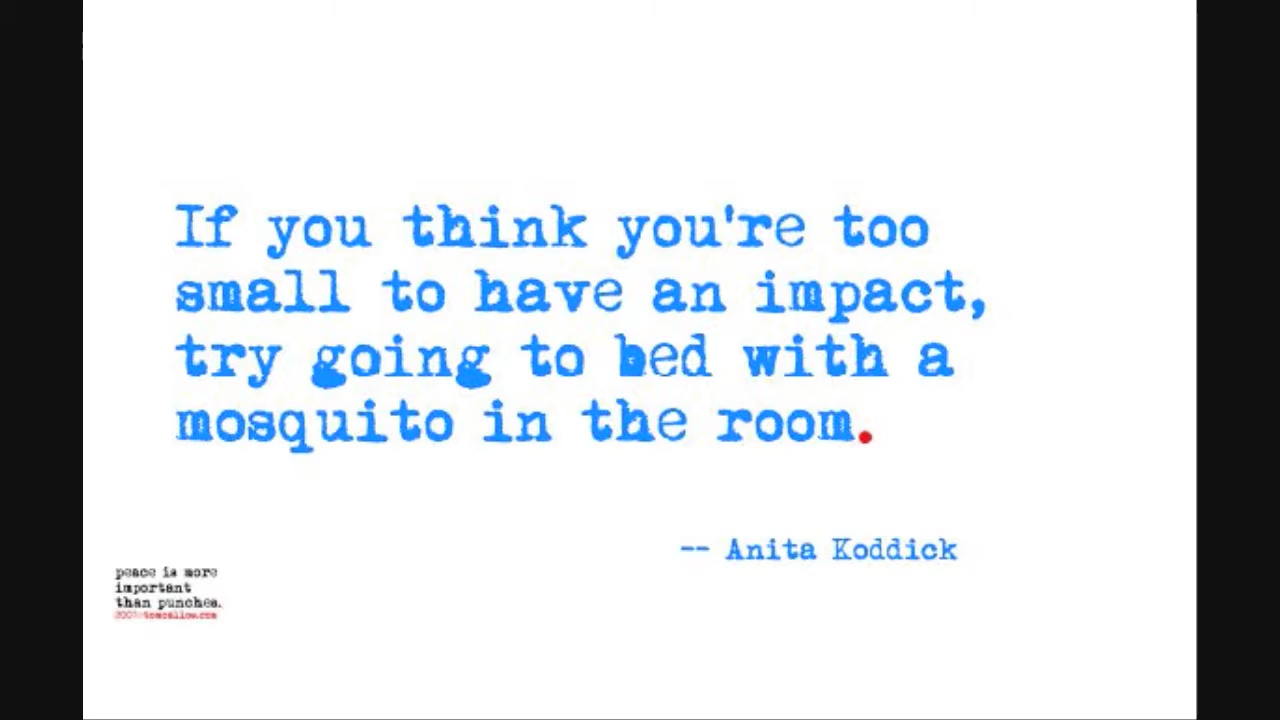 If you think you're too
small to have an impact,
try going to bed with a
mosquito in the room.
-- Anita Koddick
peace is more
important
than punches.